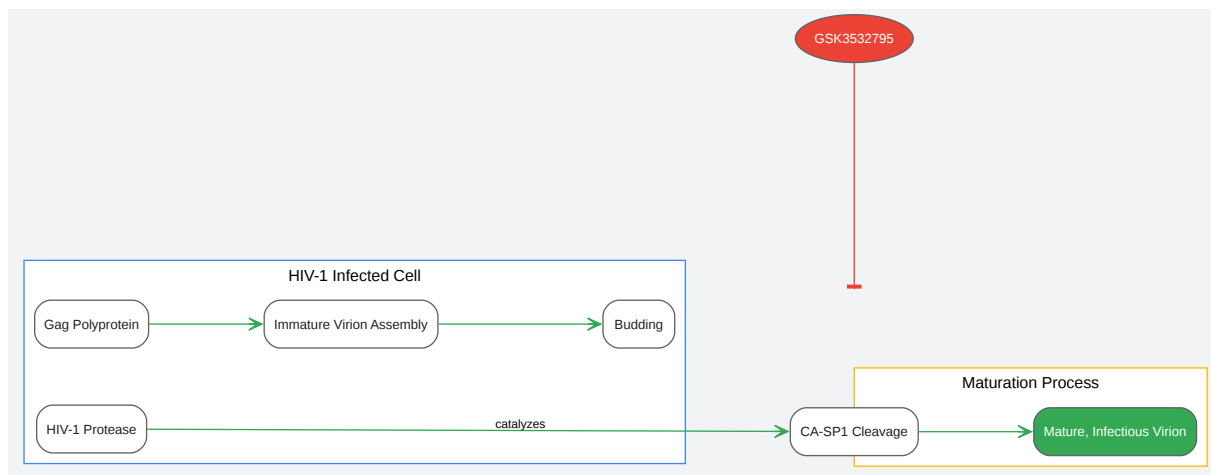 GSK3532795
HIV-1 Infected Cell
Gag Polyprotein
Immature Virion Assembly
Budding
Maturation Process
HIV-1 Protease
catalyzes
CA-SP1 Cleavage
Mature, Infectious Virion